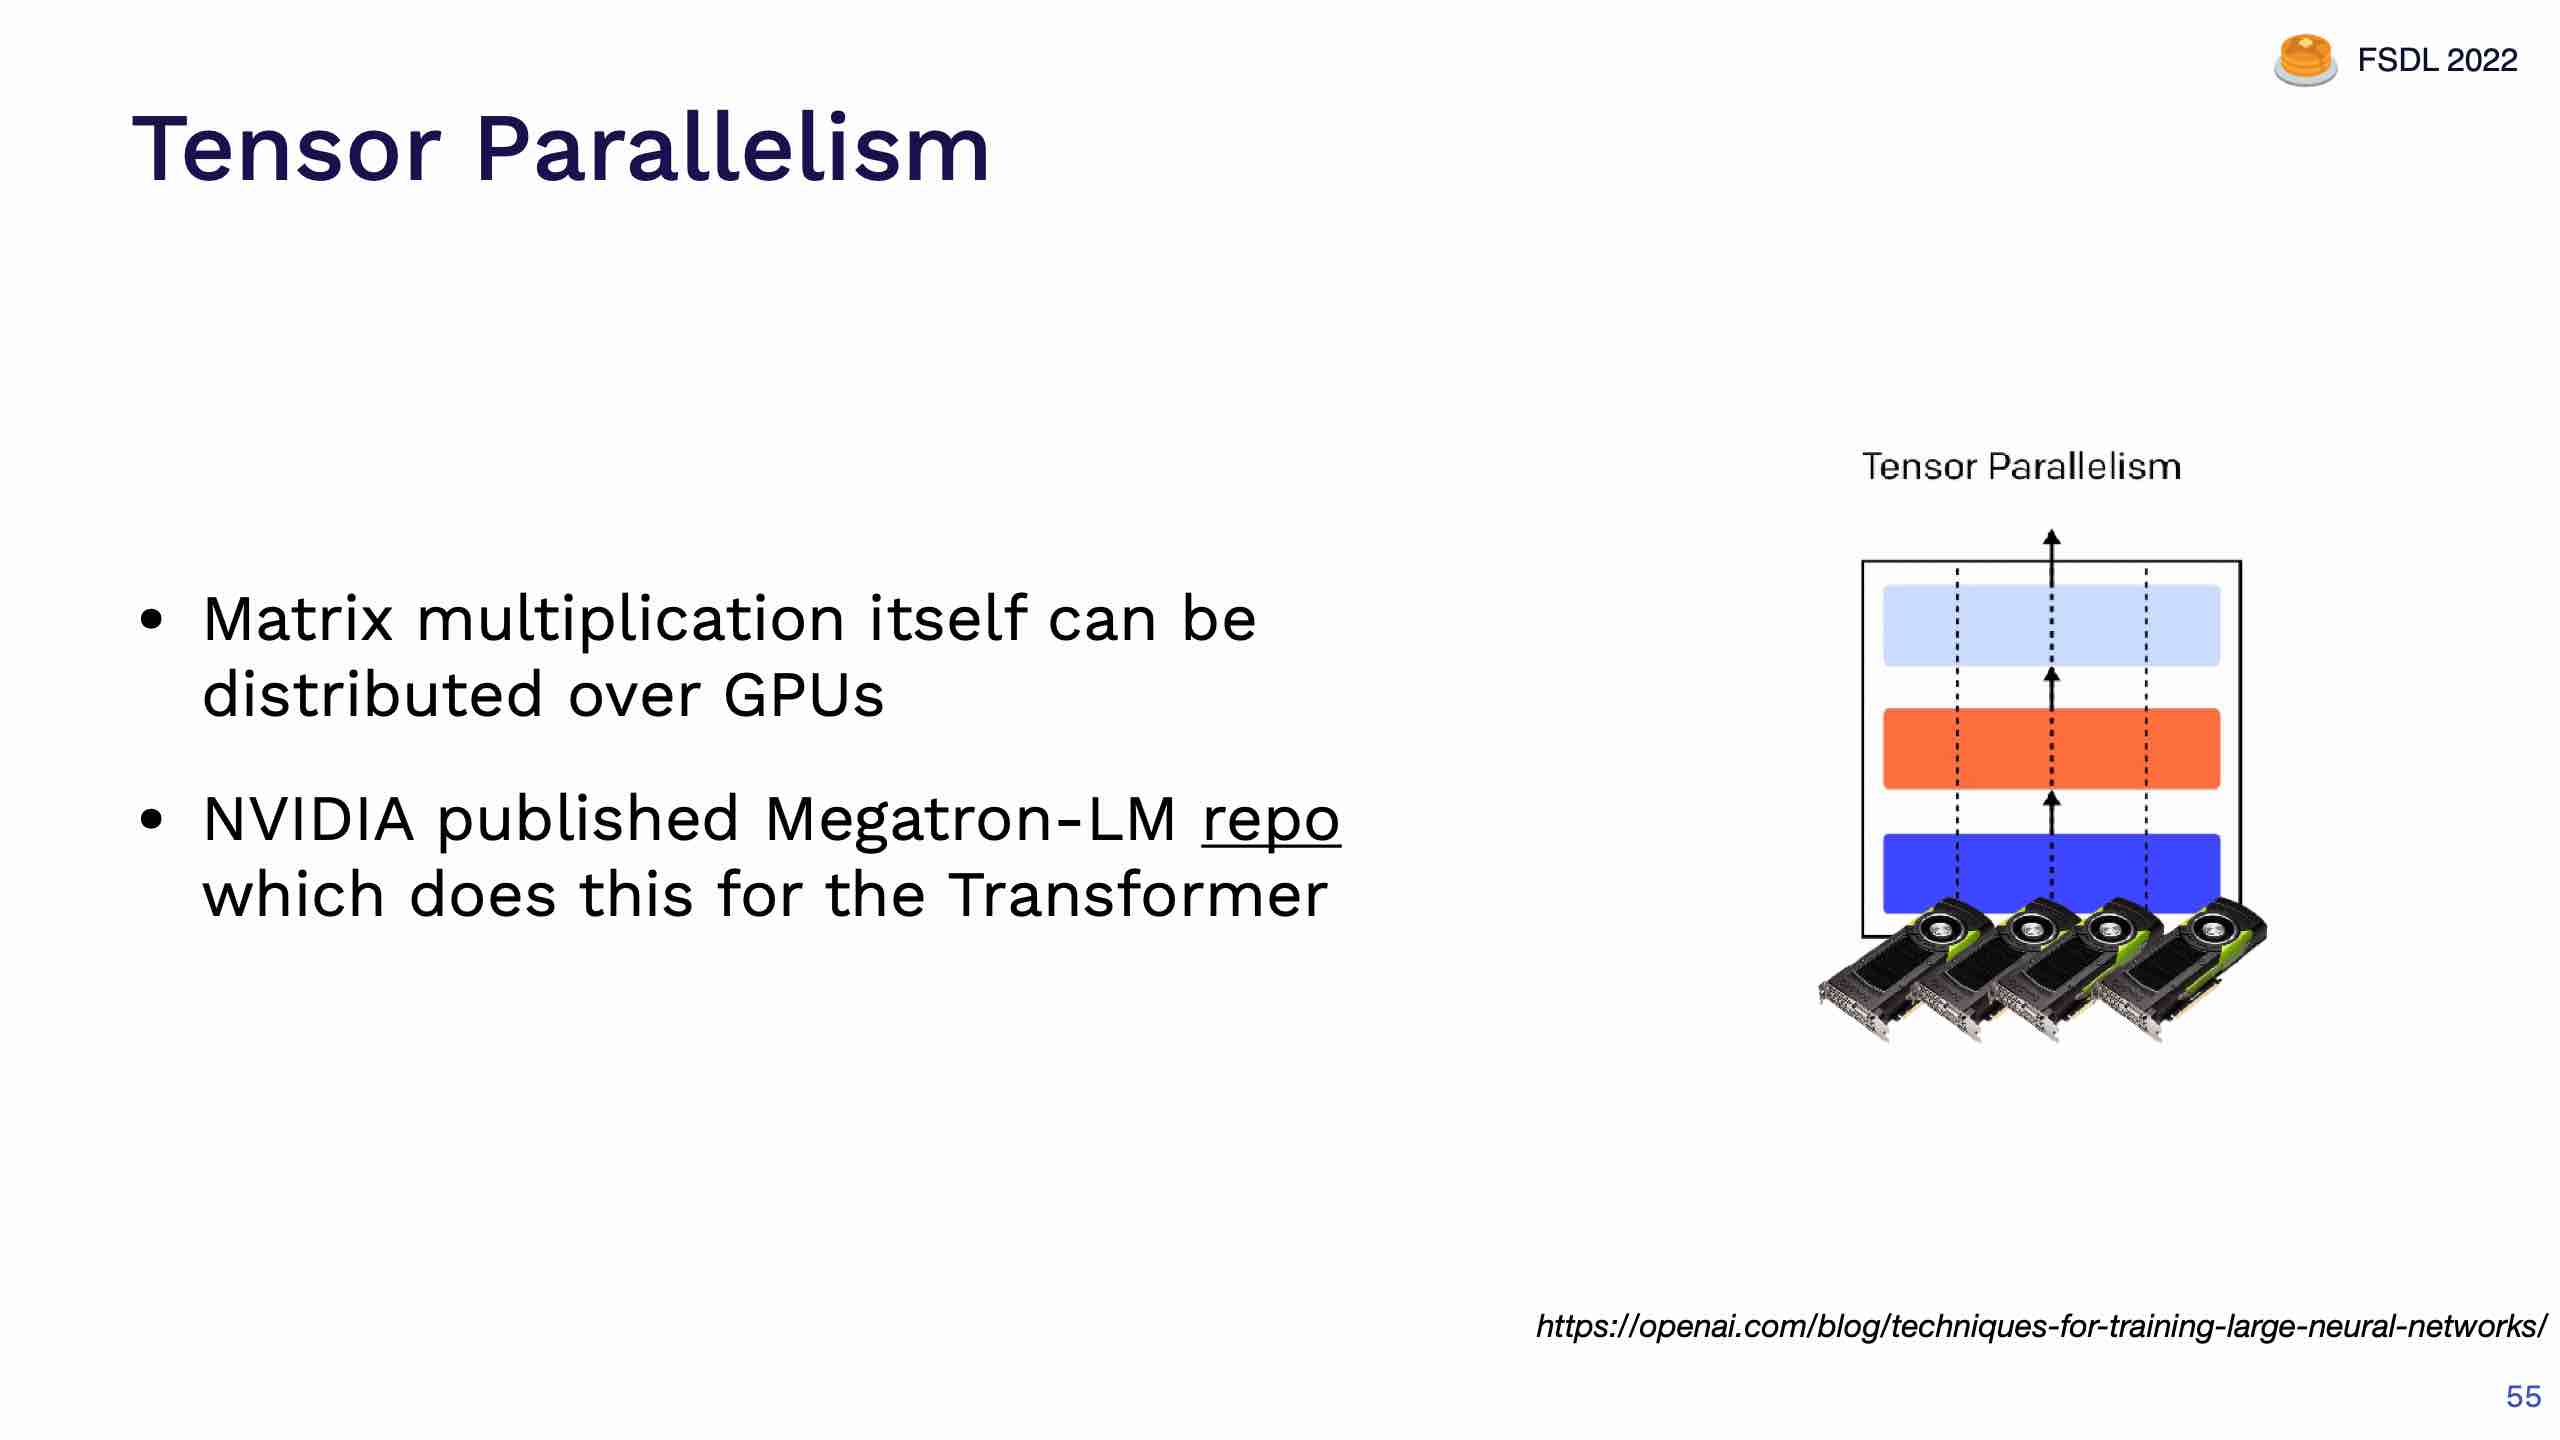 FSDL 2022
Tensor Parallelism
• Matrix multiplication itself can be
distributed over GPUs
• NVIDIA published Megatron-LM repo
which does this for the Transformer
Tensor Parallelism
https://openai.com/blog/techniques-for-training-large-neural-networks/
55